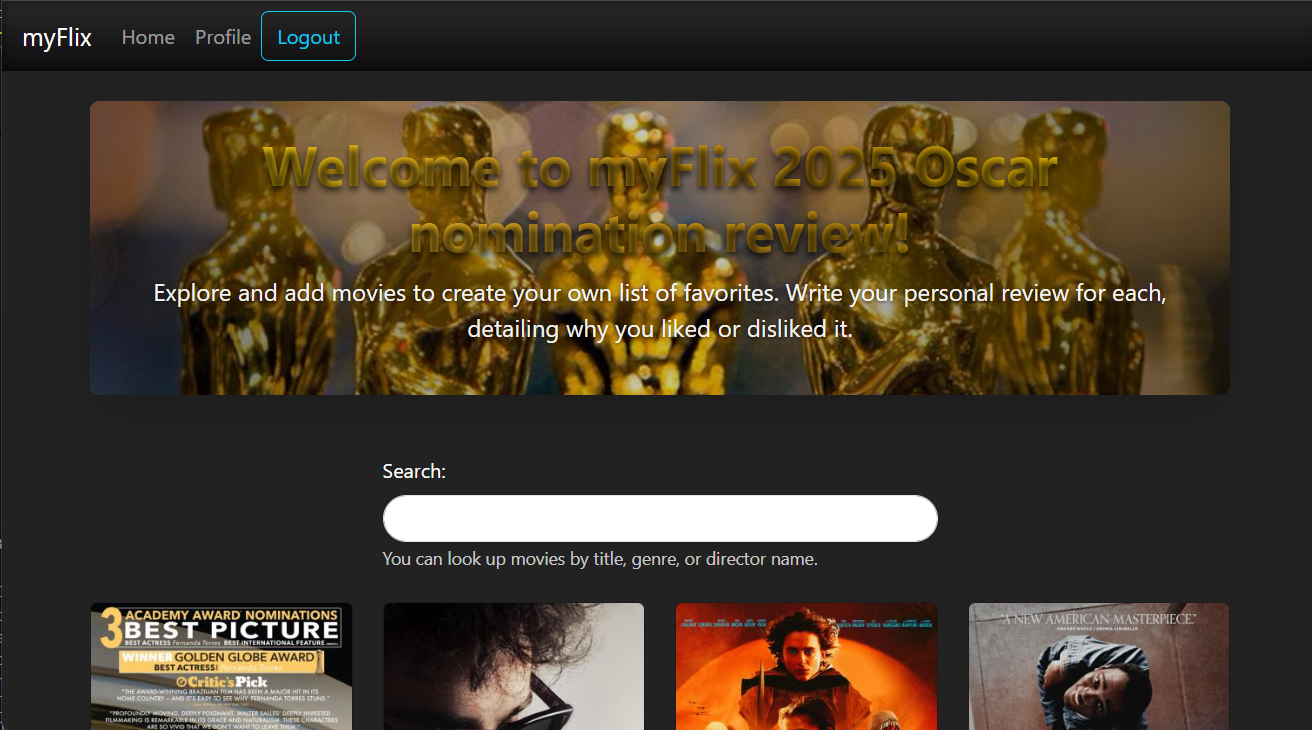 myFlix Home Profile Logout
Welcome to myFlix 2025 Oscar
nomination review!
Explore and add movies to create your own list of favorites. Write your personal review for each,
detailing why you liked or disliked it.
Search:
You can look up movies by title, genre, or director name.
3 ACADEMY AWARD NOMINATIONS
BEST PICTURE
BEST ACTRESS Fernanda Torres BEST INTERNATIONAL FEATURE
WINNER GOLDEN GLOBE AWARD
BEST ACTRESS Fernanda Torres
Critic's Pick
"THE AWARD-WINNING BRAZILIAN FILM HAS BEEN A MAJOR HIT IN ITS
HOME COUNTRY – AND IT'S EASY TO SEE WHY. FERNANDA TORRES STUNS."
"PROFOUNDLY MOVING, DEEPLY POIGNANT. WALTER SALLES' DEEPLY INVESTED
FILMMAKING IS REMARKABLE IN ITS GRACE AND NATURALISM. THESE CHARACTERS
ARE SO VIVID THAT WE DON'T WANT TO LEAVE THEM."
"A NEW AMERICAN MASTERPIECE."